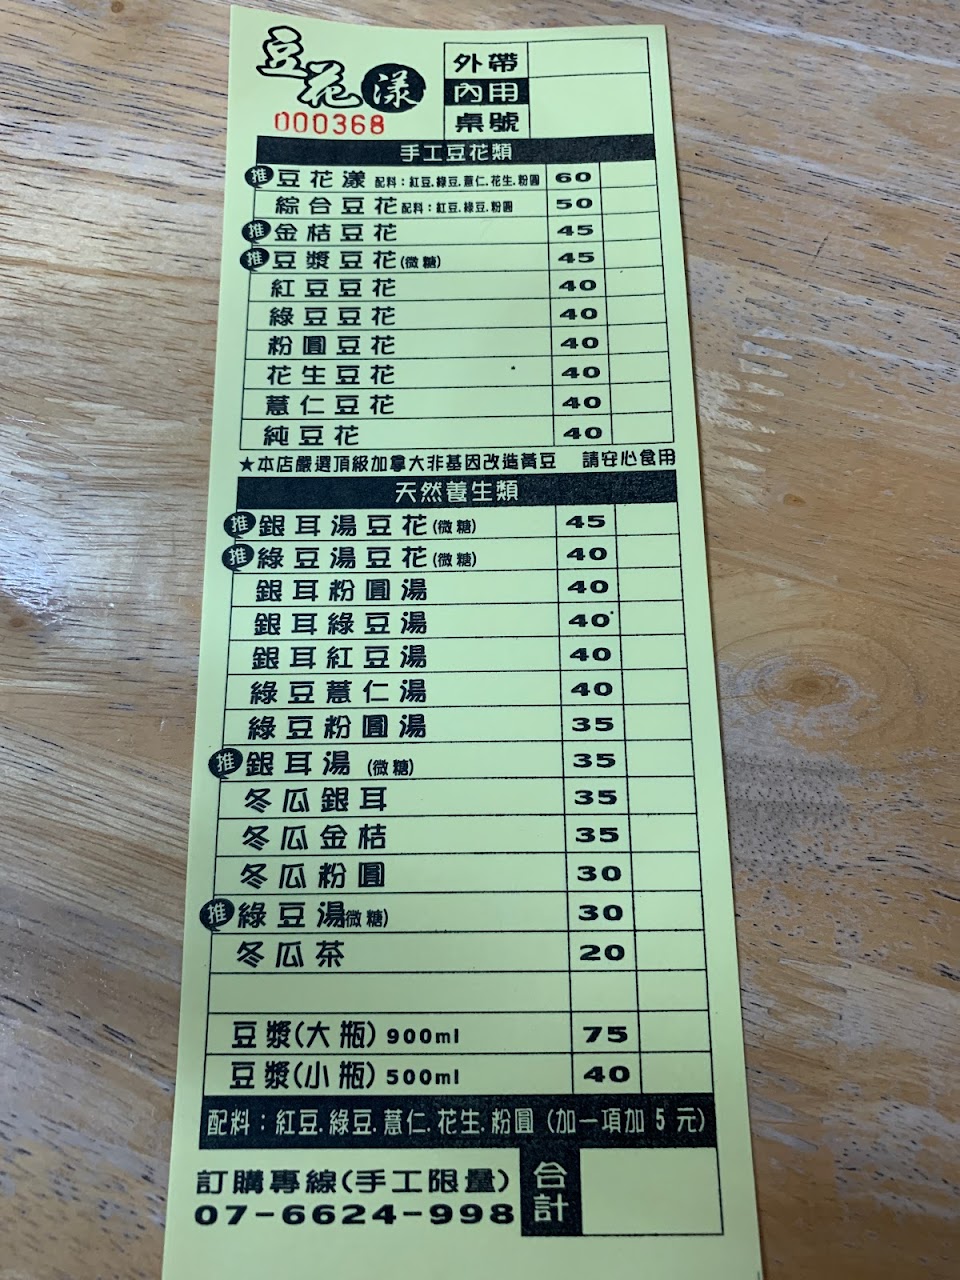 豆花漾
000368
外帶
內用
桌號
手工豆花類
推 豆花漾 配料：紅豆.綠豆.薏仁.花生.粉圓 60
綜合豆花 配料：紅豆.綠豆.粉圓 50
推 金桔豆花 45
推 豆漿豆花(微糖) 45
紅豆豆花 40
綠豆豆花 40
粉圓豆花 40
花生豆花 40
薏仁豆花 40
純豆花 40
★本店嚴選頂級加拿大非基因改造黃豆 請安心食用
天然養生類
推 銀耳湯豆花(微糖) 45
推 綠豆湯豆花(微糖) 40
銀耳粉圓湯 40
銀耳綠豆湯 40
銀耳紅豆湯 40
綠豆薏仁湯 40
綠豆粉圓湯 35
推 銀耳湯 (微糖) 35
冬瓜銀耳 35
冬瓜金桔 35
冬瓜粉圓 30
推 綠豆湯(微糖) 30
冬瓜茶 20
豆漿(大瓶) 900ml 75
豆漿(小瓶) 500ml 40
配料：紅豆.綠豆.薏仁.花生.粉圓 (加一項加 5 元)
訂購專線(手工限量)
07-6624-998
合計